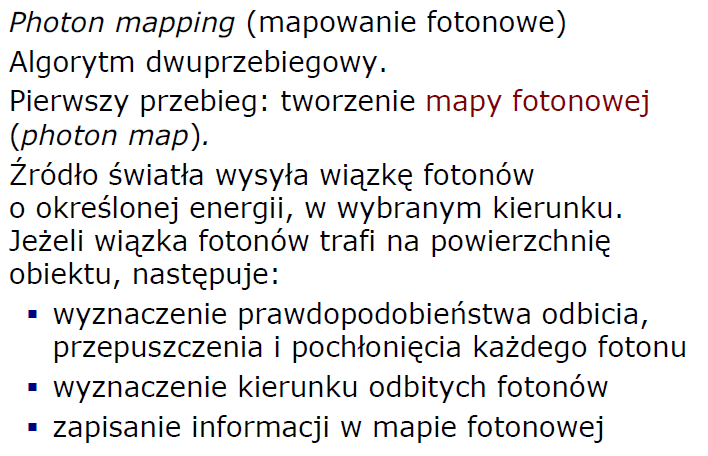 Photon mapping (mapowanie fotonowe)
Algorytm dwuprzebiegowy.
Pierwszy przebieg: tworzenie mapy fotonowej
(photon map).
Źródło światła wysyła wiązkę fotonów
o określonej energii, w wybranym kierunku.
Jeżeli wiązka fotonów trafi na powierzchnię
obiektu, następuje:
▪ wyznaczenie prawdopodobieństwa odbicia,
przepuszczenia i pochłonięcia każdego fotonu
▪ wyznaczenie kierunku odbitych fotonów
▪ zapisanie informacji w mapie fotonowej